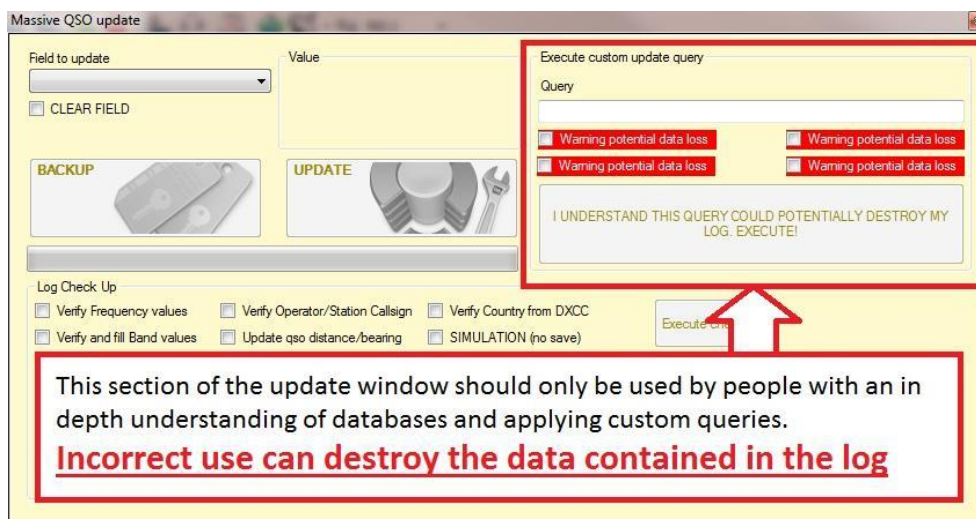 Massive QSO update
Field to update
Value
CLEAR FIELD
BACKUP
UPDATE
Execute custom update query
Query
Warning potential data loss
Warning potential data loss
Warning potential data loss
Warning potential data loss
I UNDERSTAND THIS QUERY COULD POTENTIALLY DESTROY MY
LOG. EXECUTE!
Log Check Up
Verify Frequency values
Verify Operator/Station Callsign
Verify Country from DXCC
Verify and fill Band values
Update qso distance/bearing
SIMULATION (no save)
Execute
This section of the update window should only be used by people with an in
depth understanding of databases and applying custom queries.
Incorrect use can destroy the data contained in the log